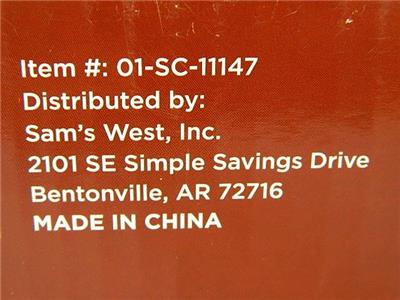 Item #: 01-SC-11147
Distributed by:
Sam's West, Inc.
2101 SE Simple Savings Drive
Bentonville, AR 72716
MADE IN CHINA